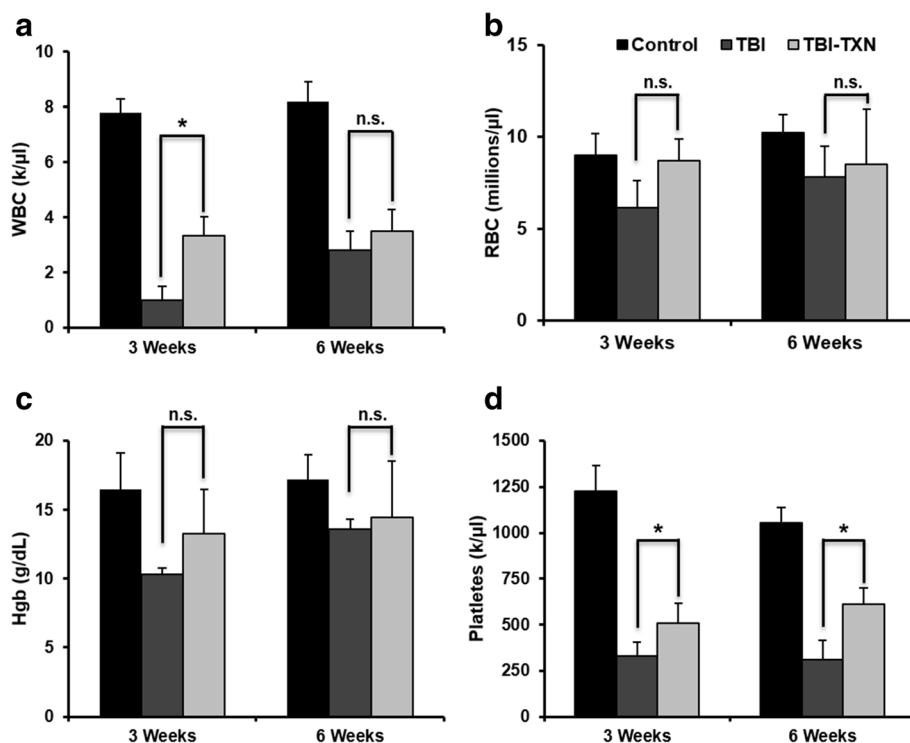 a
WBC (k/µl)
10
8
6
4
2
0
*
n.s.
3 Weeks
6 Weeks
b
Control
TBI
TBI-TXN
RBC (millions/µl)
15
10
5
0
n.s.
n.s.
3 Weeks
6 Weeks
c
Hgb (g/dL)
20
15
10
5
0
n.s.
n.s.
3 Weeks
6 Weeks
d
Platletes (k/µl)
1500
1250
1000
750
500
250
0
*
*
3 Weeks
6 Weeks